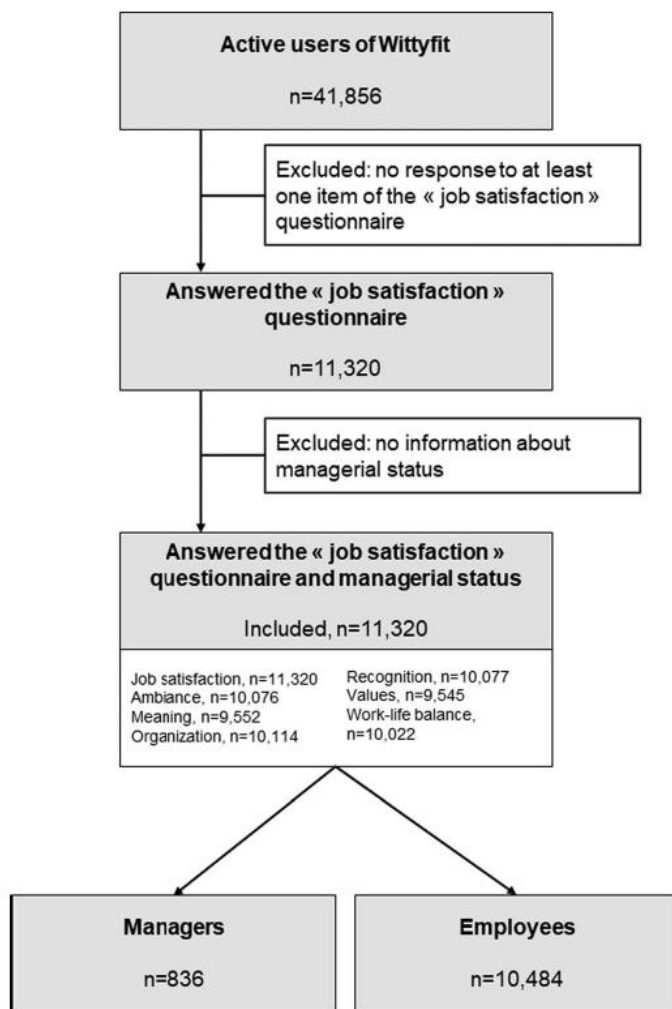 Active users of Wittyfit
n=41,856
Excluded: no response to at least
one item of the « job satisfaction »
questionnaire
Answered the « job satisfaction »
questionnaire
n=11,320
Excluded: no information about
managerial status
Answered the « job satisfaction »
questionnaire and managerial status
Included, n=11,320
Job satisfaction, n=11,320
Ambiance, n=10,076
Meaning, n=9,552
Organization, n=10,114
Recognition, n=10,077
Values, n=9,545
Work-life balance,
n=10,022
Managers
n=836
Employees
n=10,484